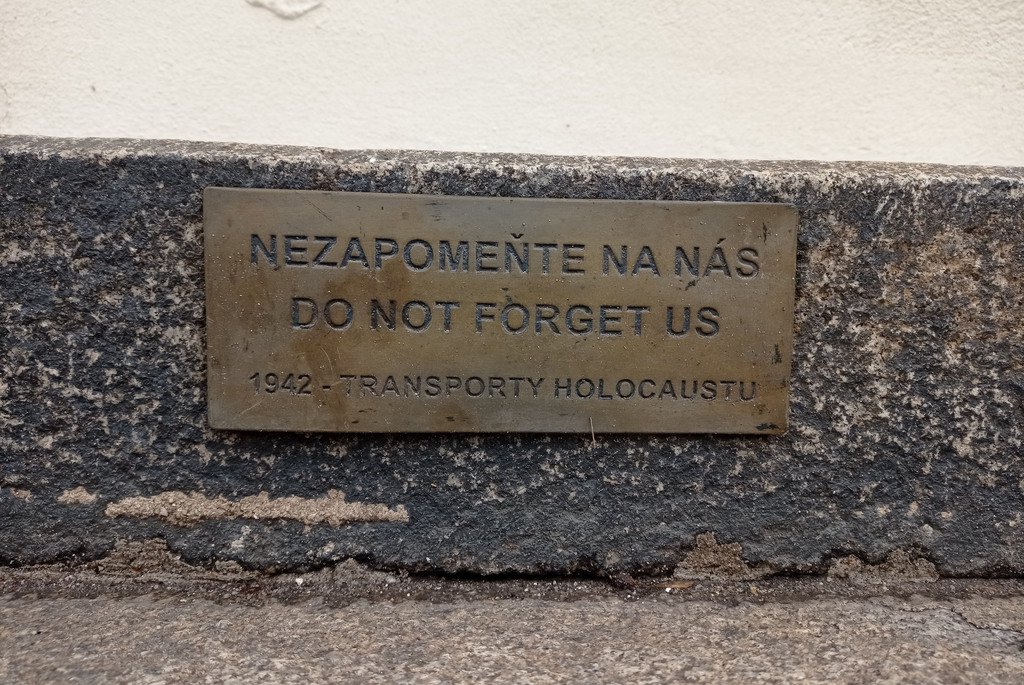 NEZAPOMEŇTE NA NÁS
DO NOT FORGET US
1942 - TRANSPORTY HOLOCAUSTU